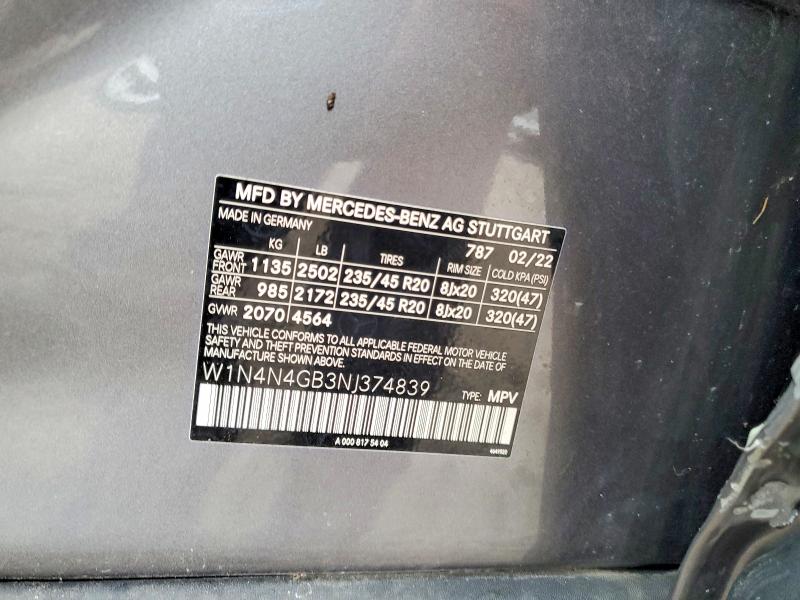 MFD BY MERCEDES-BENZ AG STUTTGART
MADE IN GERMANY 787 02/22
KG LB TIRES RIM SIZE COLD KPA (PSI)
GAWR FRONT 1135 2502 235/45 R20 8Jx20 320(47)
GAWR REAR 985 2172 235/45 R20 8Jx20 320(47)
GVWR 2070 4564
THIS VEHICLE CONFORMS TO ALL APPLICABLE FEDERAL MOTOR VEHICLE
SAFETY AND THEFT PREVENTION STANDARDS IN EFFECT ON THE DATE OF
MANUFACTURE SHOWN ABOVE.
W1N4N4GB3NJ374839 TYPE: MPV
A 000 817 54 04